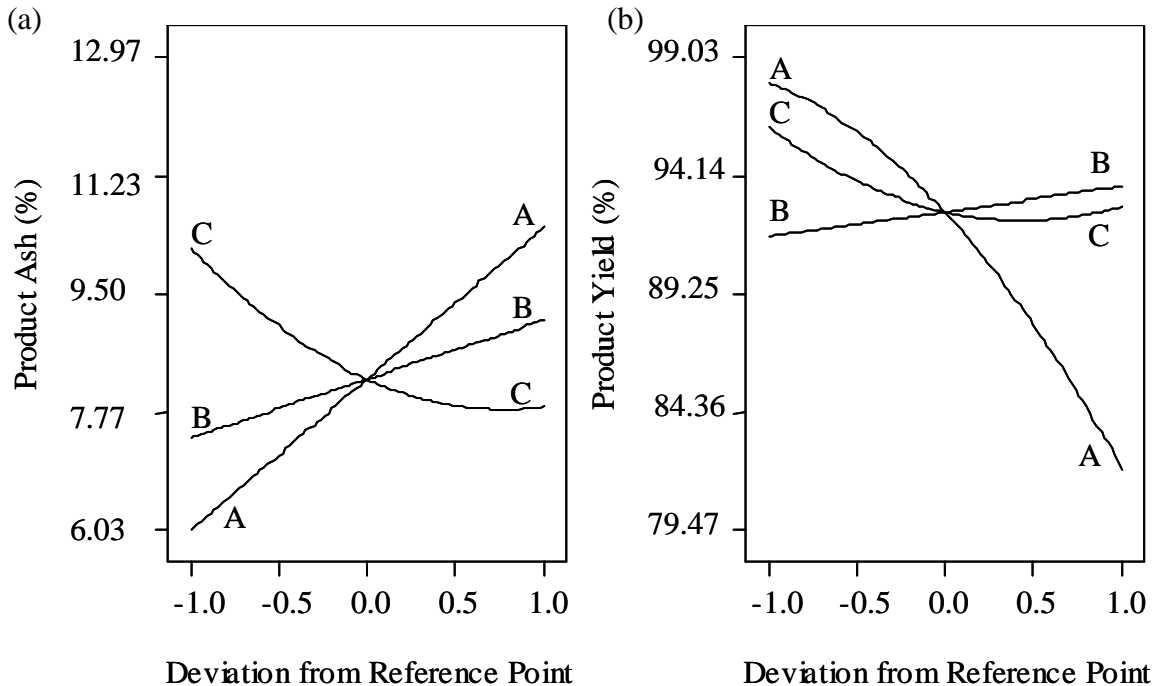 (a)
12.97
11.23
9.50
7.77
6.03
Product Ash (%)
C
B
A
A
B
C
-1.0 -0.5 0.0 0.5 1.0
Deviation from Reference Point
(b)
99.03
94.14
89.25
84.36
79.47
Product Yield (%)
A
C
B
B
C
A
-1.0 -0.5 0.0 0.5 1.0
Deviation from Reference Point